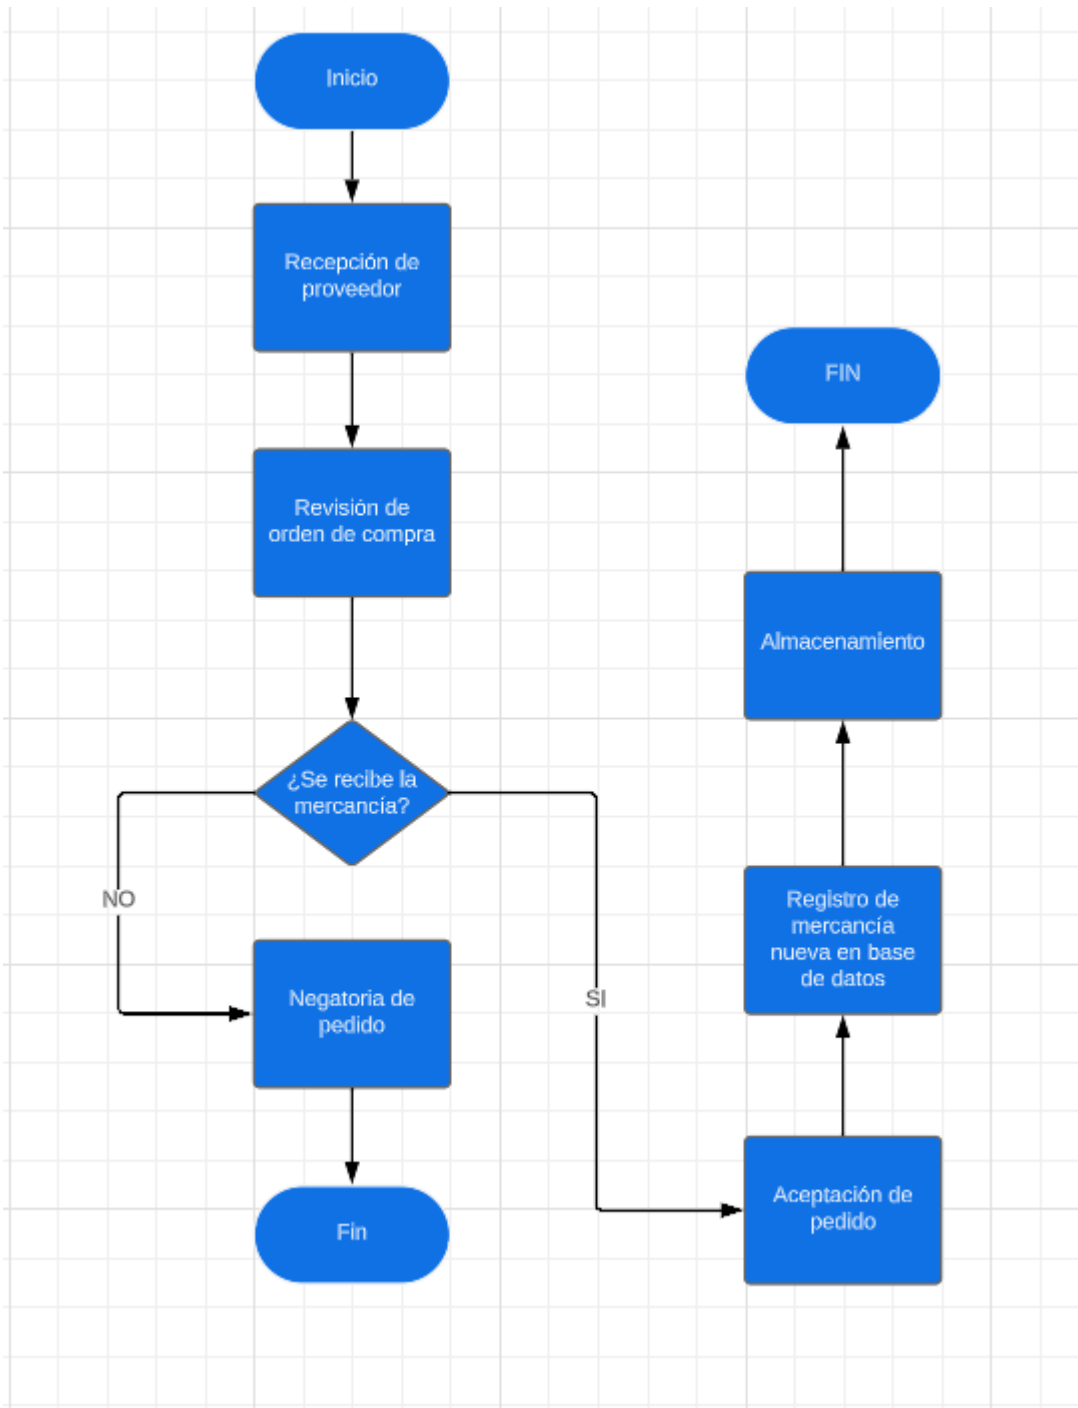 Inicio
Recepción de
proveedor
Revisión de
orden de compra
¿Se recibe la
mercancía?
NO
Negatoria de
pedido
Fin
SI
Aceptación de
pedido
Registro de
mercancía
nueva en base
de datos
Almacenamiento
FIN